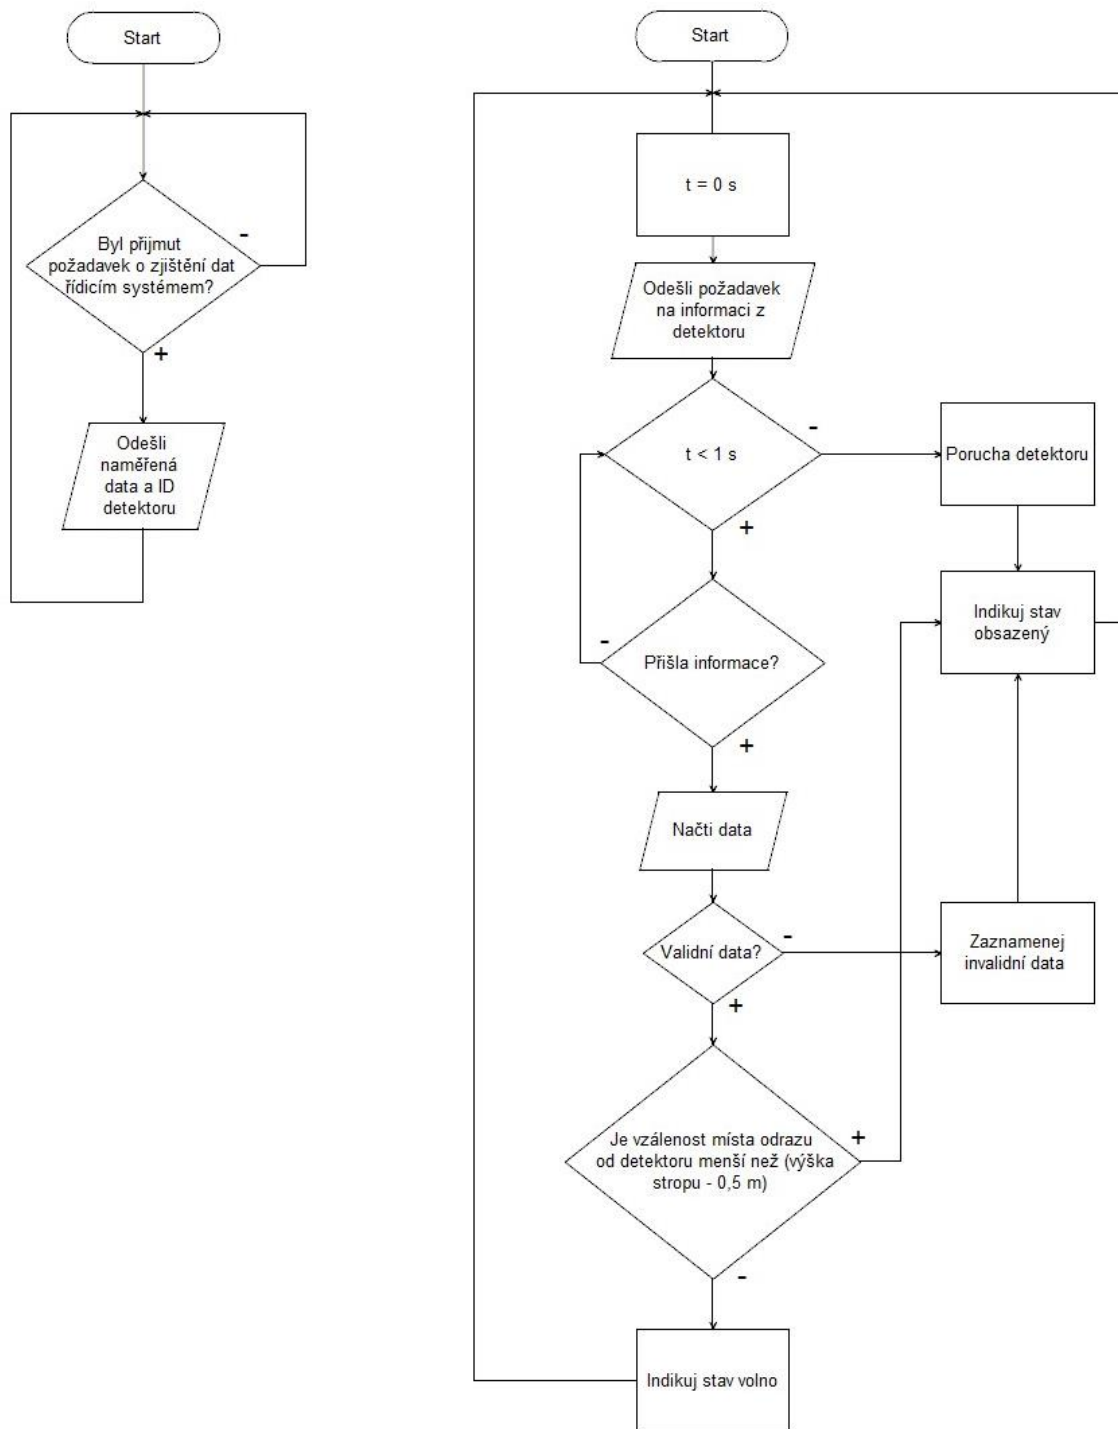 Start
Byl přijmut
požadavek o zjištění dat
řídicím systémem?
-
+
Odešli
naměřená
data a ID
detektoru
Start
t = 0 s
Odešli požadavek
na informaci z
detektoru
t < 1 s
-
+
Porucha detektoru
Indikuj stav
obsazený
Přišla informace?
-
+
Načti data
Validní data?
-
+
Zaznamenej
invalidní data
Je vzálenost místa odrazu
od detektoru menší než (výška
stropu - 0,5 m)
+
-
Indikuj stav volno